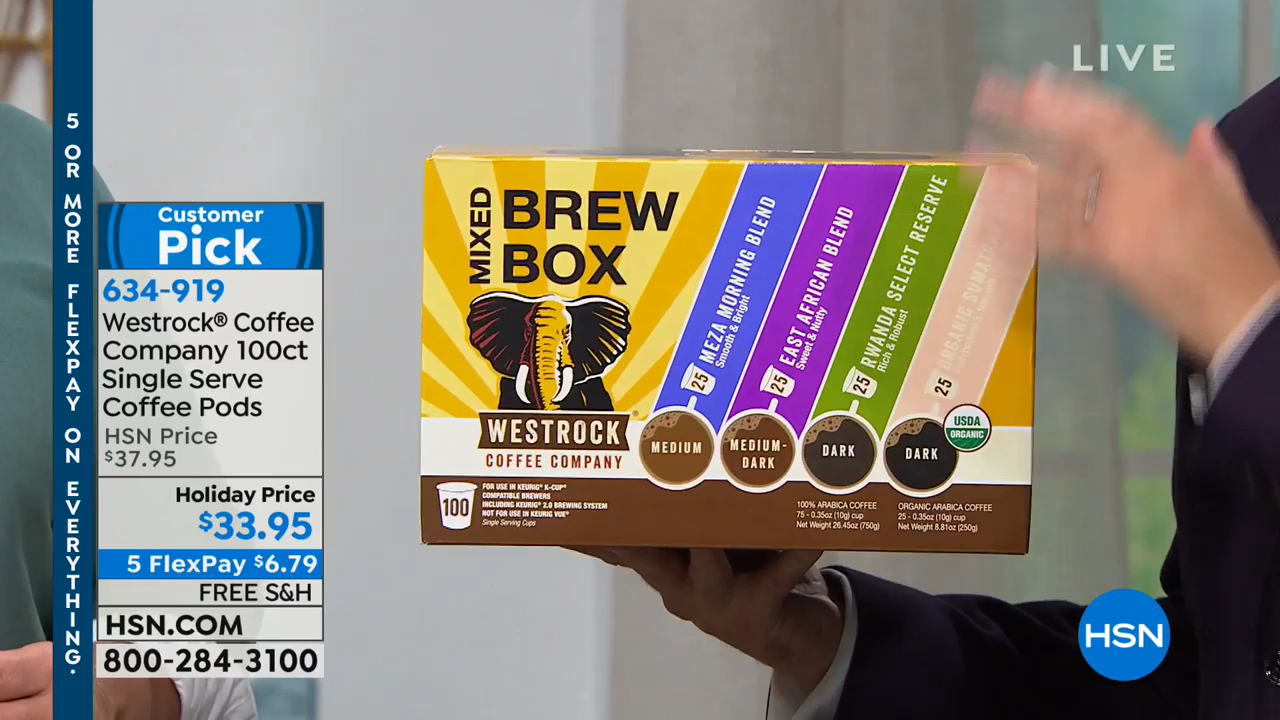 LIVE
5 OR MORE FLEXPAY ON EVERYTHING.
Customer
Pick
634-919
Westrock® Coffee
Company 100ct
Single Serve
Coffee Pods
HSN Price
$37.95
Holiday Price
$33.95
5 FlexPay $6.79
FREE S&H
HSN.COM
800-284-3100
MIXED
BREW
BOX
WESTROCK®
COFFEE COMPANY
25 MEZA MORNING BLEND
Smooth & Bright
25 EAST AFRICAN BLEND
Sweet & Nutty
25 RWANDA SELECT RESERVE
Rich & Robust
25 ORGANIC
MEDIUM
MEDIUM-
DARK
DARK
DARK
USDA
ORGANIC
100
FOR USE IN KEURIG® K-CUP®
COMPATIBLE BREWERS
INCLUDING KEURIG® 2.0 BREWING SYSTEM
NOT FOR USE IN KEURIG VUE®
Single Serving Cups
100% ARABICA COFFEE
75 - 0.35oz (10g) cup
Net Weight 26.45oz (750g)
ORGANIC ARABICA COFFEE
25 - 0.35oz (10g) cup
Net Weight 8.81oz (250g)
HSN